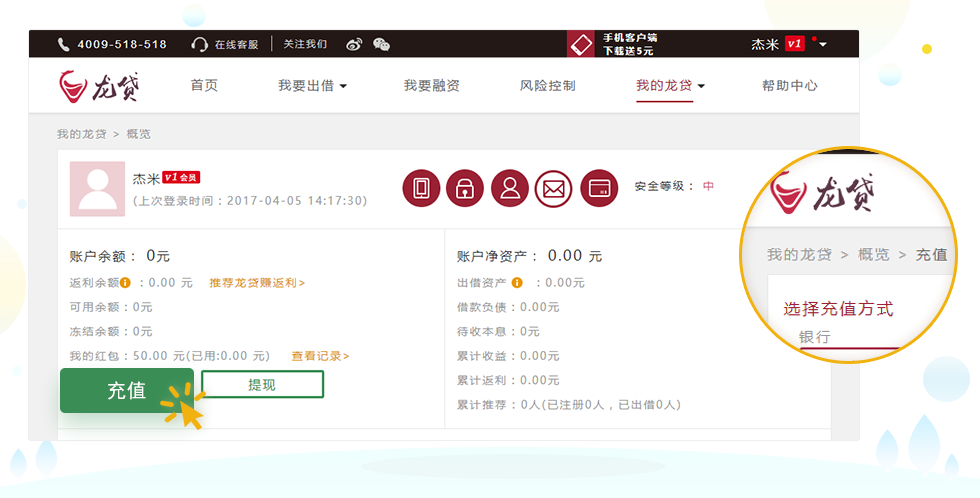 4009-518-518 在线客服 关注我们 手机客户端 下载送5元 杰米 v1
龙贷 首页 我要出借 我要融资 风险控制 我的龙贷 帮助中心
我的龙贷 > 概览
杰米 v1会员
(上次登录时间：2017-04-05 14:17:30)
安全等级： 中
账户余额： 0元
返利余额 ：0.00 元 推荐龙贷赚返利>
可用余额：0元
冻结余额：0元
我的红包：50.00 元(已用:0.00 元) 查看记录>
充值 提现
账户净资产： 0.00 元
出借资产 ：0.00元
借款负债：0.00元
待收本息：0元
累计收益：0.00元
累计返利：0.00元
累计推荐：0人(已注册0人，已出借0人)
龙贷
我的龙贷 > 概览 > 充值
选择充值方式
银行